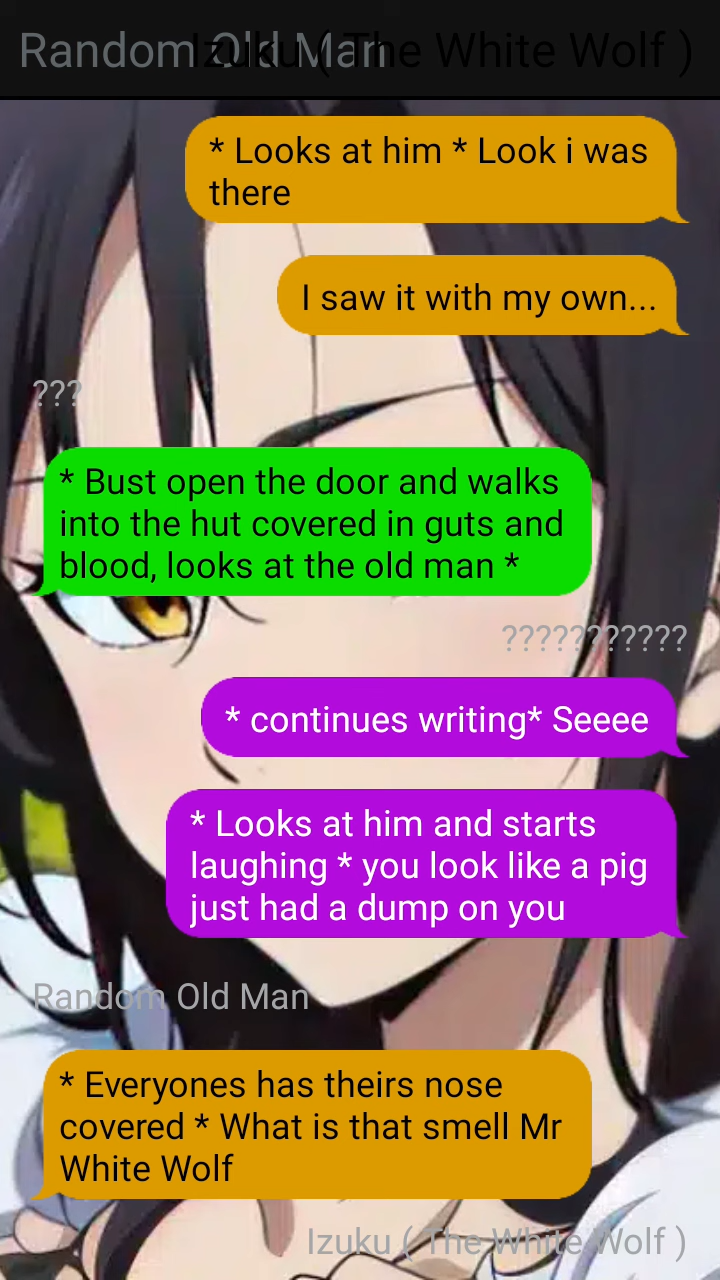 Random Old Man Izuku ( The White Wolf )
* Looks at him * Look i was
there
I saw it with my own...
???
* Bust open the door and walks
into the hut covered in guts and
blood, looks at the old man *
???????????
* continues writing* Seeee
* Looks at him and starts
laughing * you look like a pig
just had a dump on you
Random Old Man
* Everyones has theirs nose
covered * What is that smell Mr
White Wolf
Izuku ( The White Wolf )